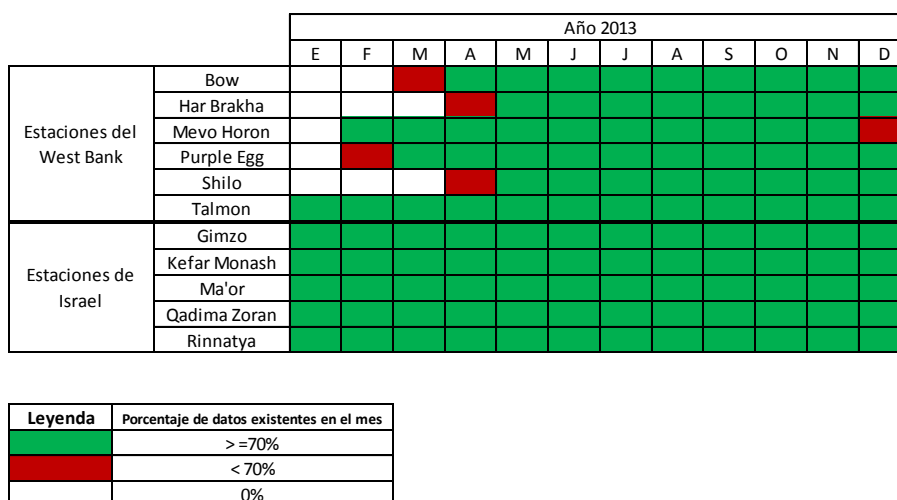 Año 2013
E F M A M J J A S O N D
Bow
Har Brakha
Estaciones del
West Bank
Mevo Horon
Purple Egg
Shilo
Talmon
Gimzo
Kefar Monash
Estaciones de
Israel
Ma'or
Qadima Zoran
Rinnatya
Leyenda Porcentaje de datos existentes en el mes
> =70%
< 70%
0%